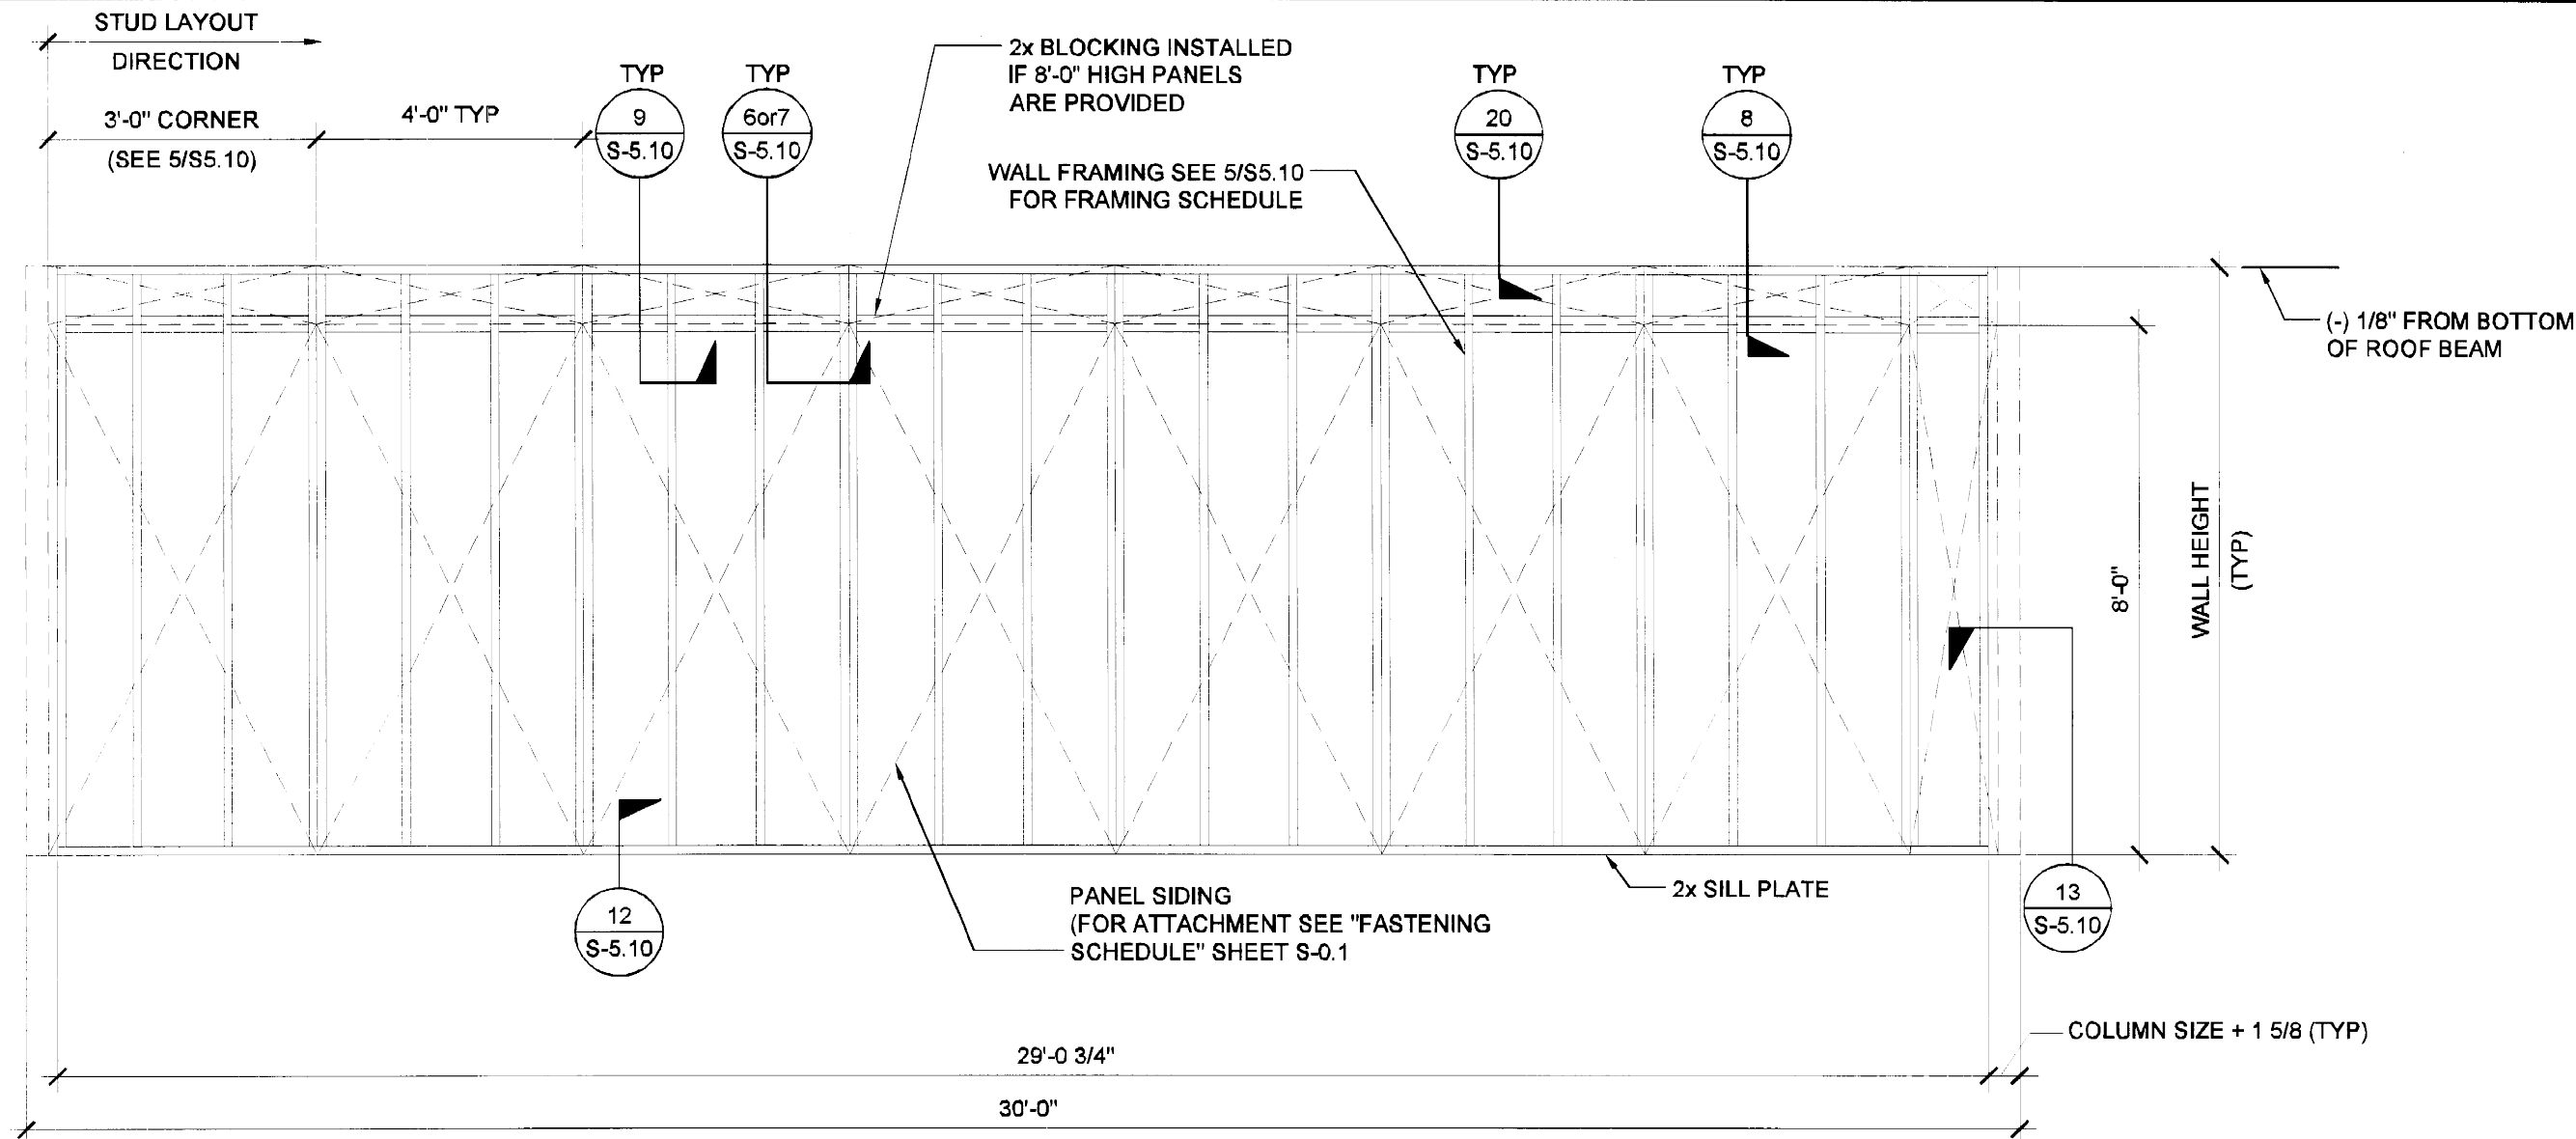 STUD LAYOUT
DIRECTION
3'-0" CORNER
(SEE 5/S5.10)
4'-0" TYP
TYP
9
S-5.10
TYP
6or7
S-5.10
2x BLOCKING INSTALLED
IF 8'-0" HIGH PANELS
ARE PROVIDED
WALL FRAMING SEE 5/S5.10
FOR FRAMING SCHEDULE
TYP
20
S-5.10
TYP
8
S-5.10
(-) 1/8" FROM BOTTOM
OF ROOF BEAM
8'-0"
WALL HEIGHT
(TYP)
12
S-5.10
PANEL SIDING
(FOR ATTACHMENT SEE "FASTENING
SCHEDULE" SHEET S-0.1
2x SILL PLATE
13
S-5.10
COLUMN SIZE + 1 5/8 (TYP)
29'-0 3/4"
30'-0"